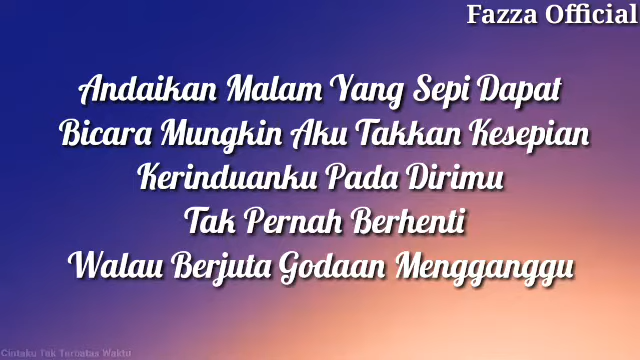 Fazza Official
Andaikan Malam Yang Sepi Dapat
Bicara Mungkin Aku Takkan Kesepian
Kerinduanku Pada Dirimu
Tak Pernah Berhenti
Walau Berjuta Godaan Mengganggu
Cintaku Tak Terbatas Waktu